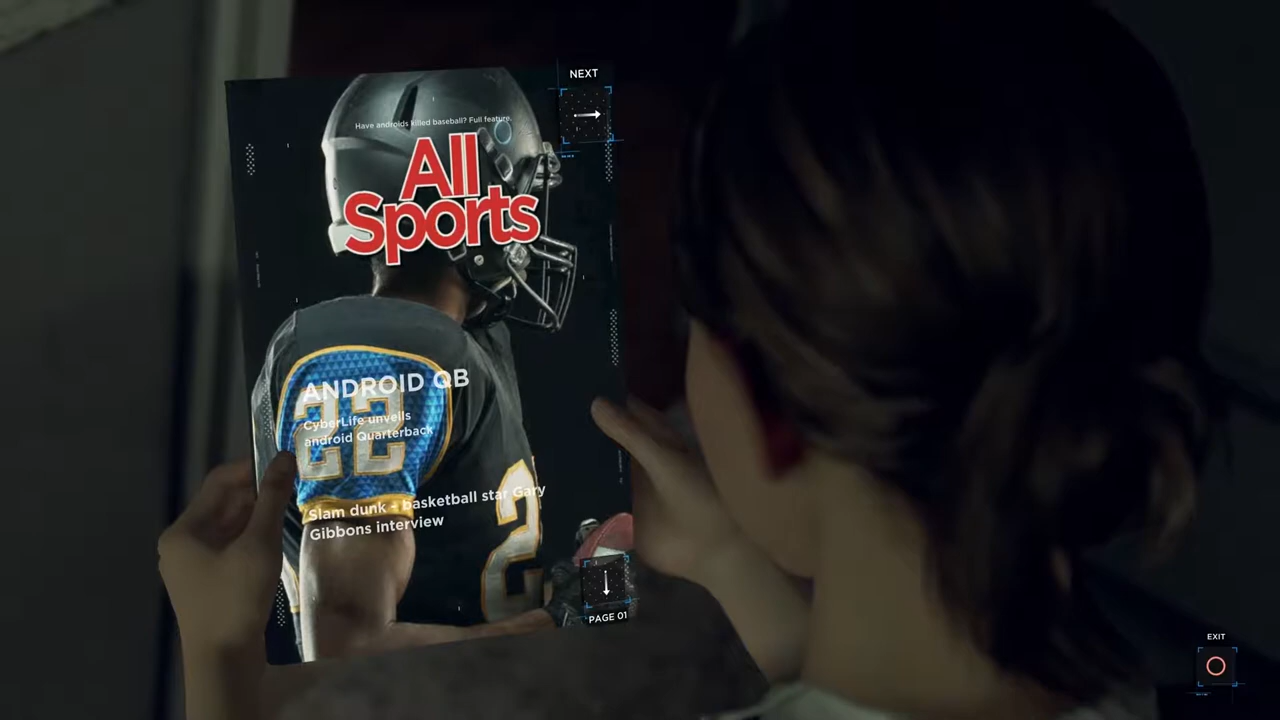 NEXT
Have androids killed baseball? Full feature.
All
Sports
22
ANDROID QB
CyberLife unveils
android Quarterback
Slam dunk - basketball star Gary
Gibbons interview
2
PAGE 01
EXIT